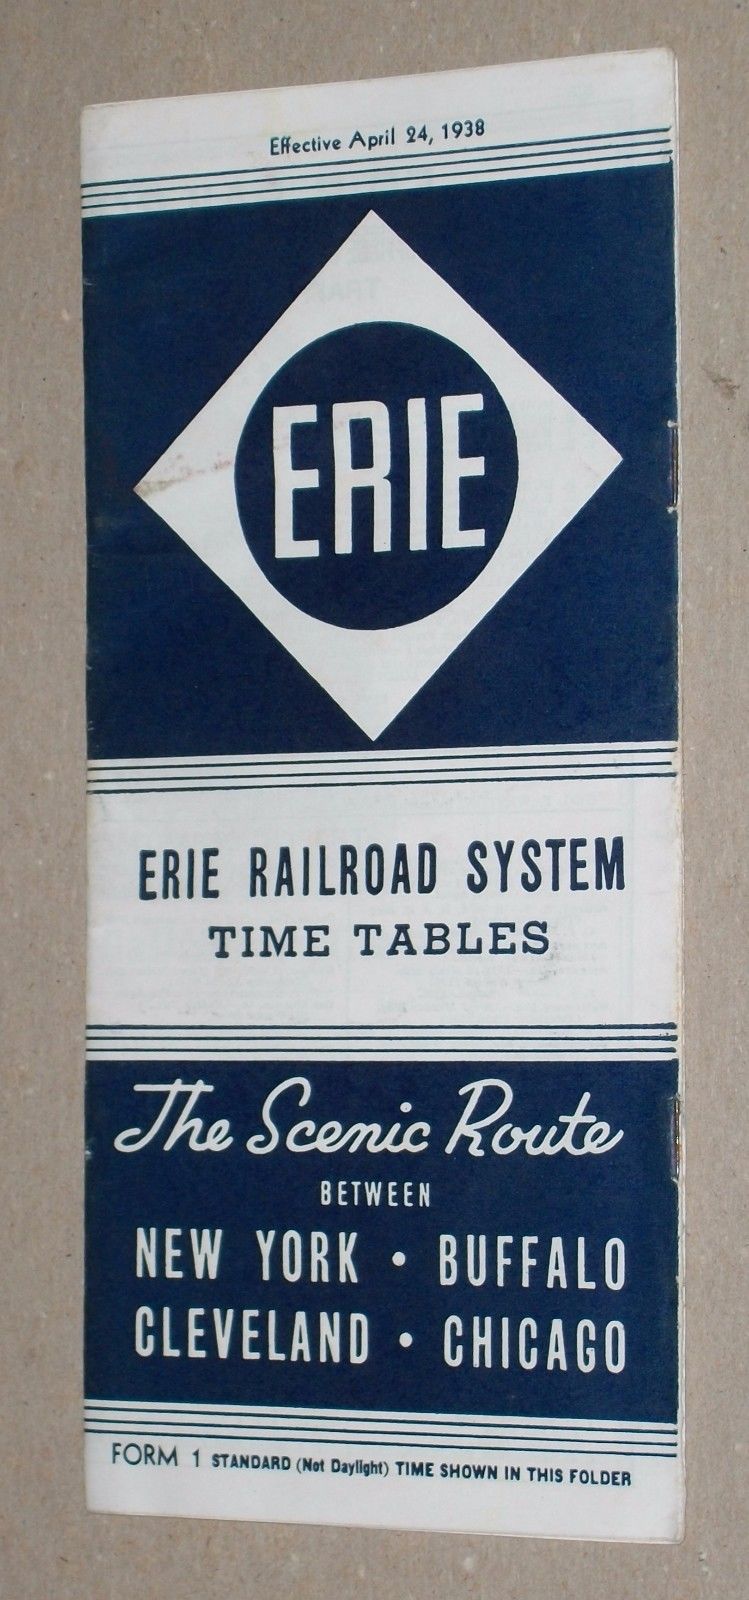 Effective April 24, 1938
ERIE
ERIE RAILROAD SYSTEM
TIME TABLES
The Scenic Route
BETWEEN
NEW YORK • BUFFALO
CLEVELAND • CHICAGO
FORM 1 STANDARD (Not Daylight) TIME SHOWN IN THIS FOLDER